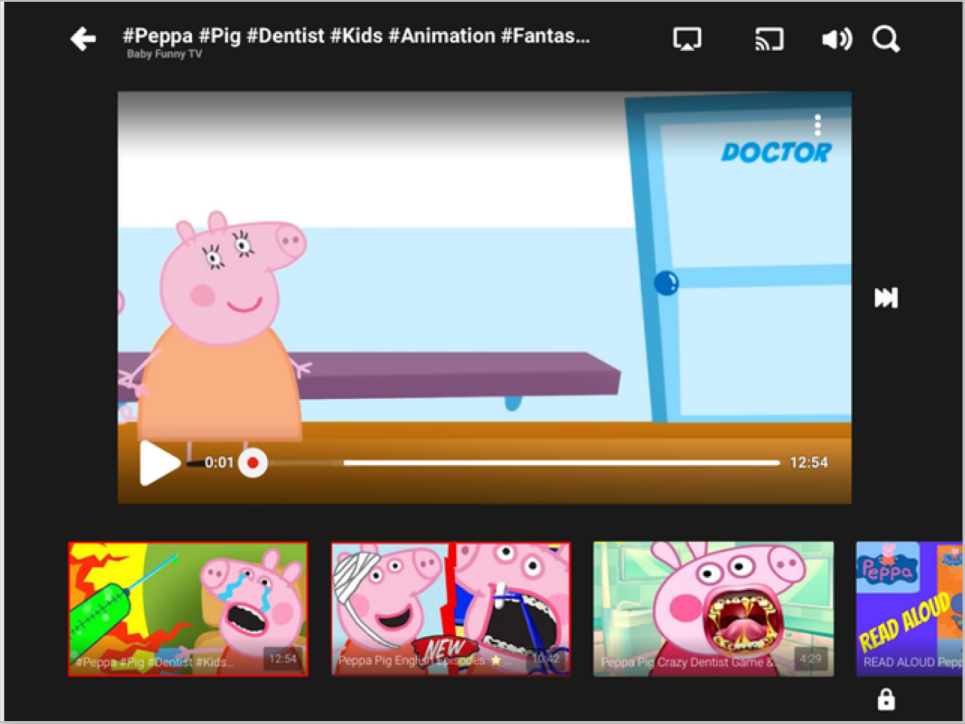 #Peppa #Pig #Dentist #Kids #Animation #Fantas...
Baby Funny TV
DOCTOR
0:01
12:54
#Peppa #Pig #Dentist #Kids...
12:54
NEW
Peppa Pig English Episodes ⭐...
10:42
Peppa Pig Crazy Dentist Game &...
4:29
Peppa
READ ALOUD
READ ALOUD Pepp